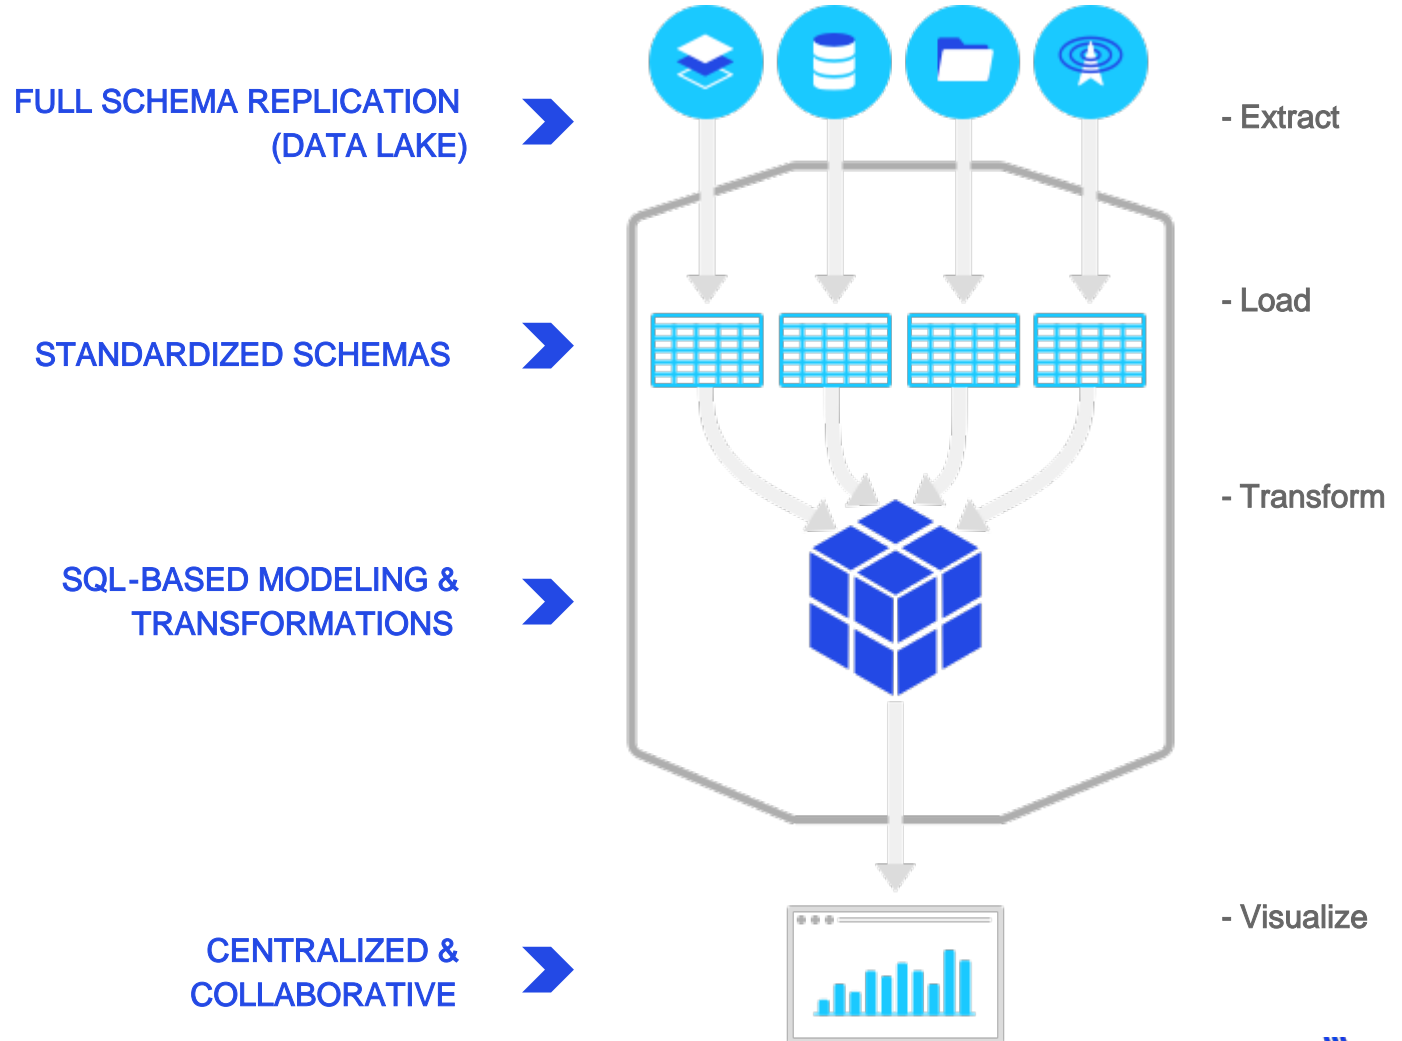 FULL SCHEMA REPLICATION
(DATA LAKE)
- Extract
- Load
STANDARDIZED SCHEMAS
- Transform
SQL-BASED MODELING &
TRANSFORMATIONS
- Visualize
CENTRALIZED &
COLLABORATIVE